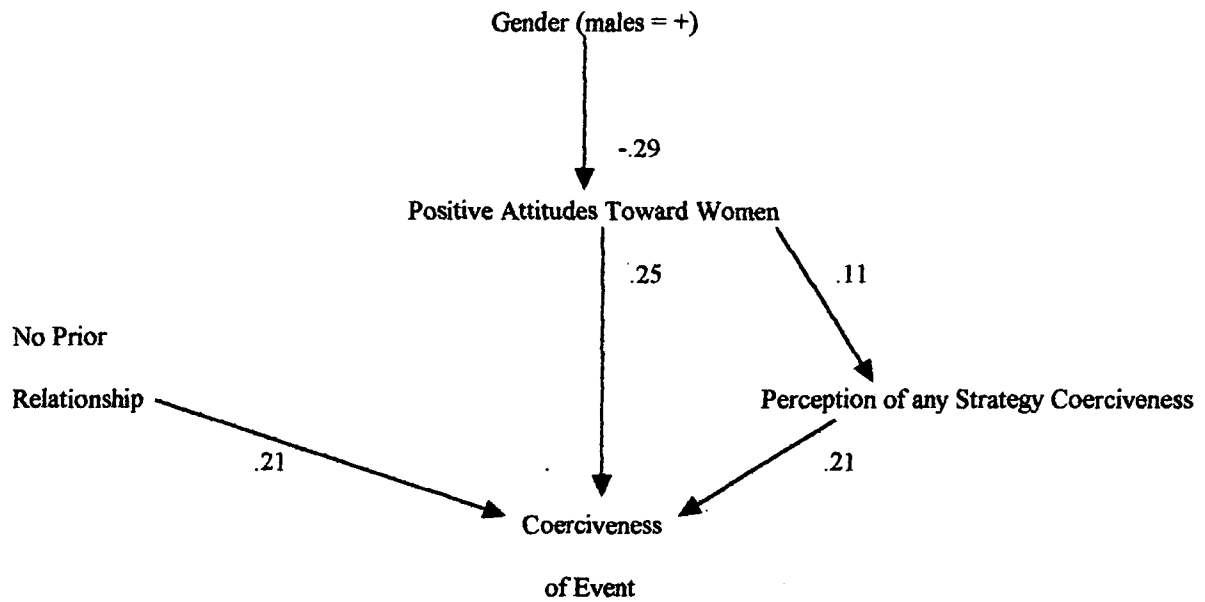 Gender (males = +)
-.29
Positive Attitudes Toward Women
.25
.11
No Prior
Relationship
Perception of any Strategy Coerciveness
.21
.21
Coerciveness
of Event